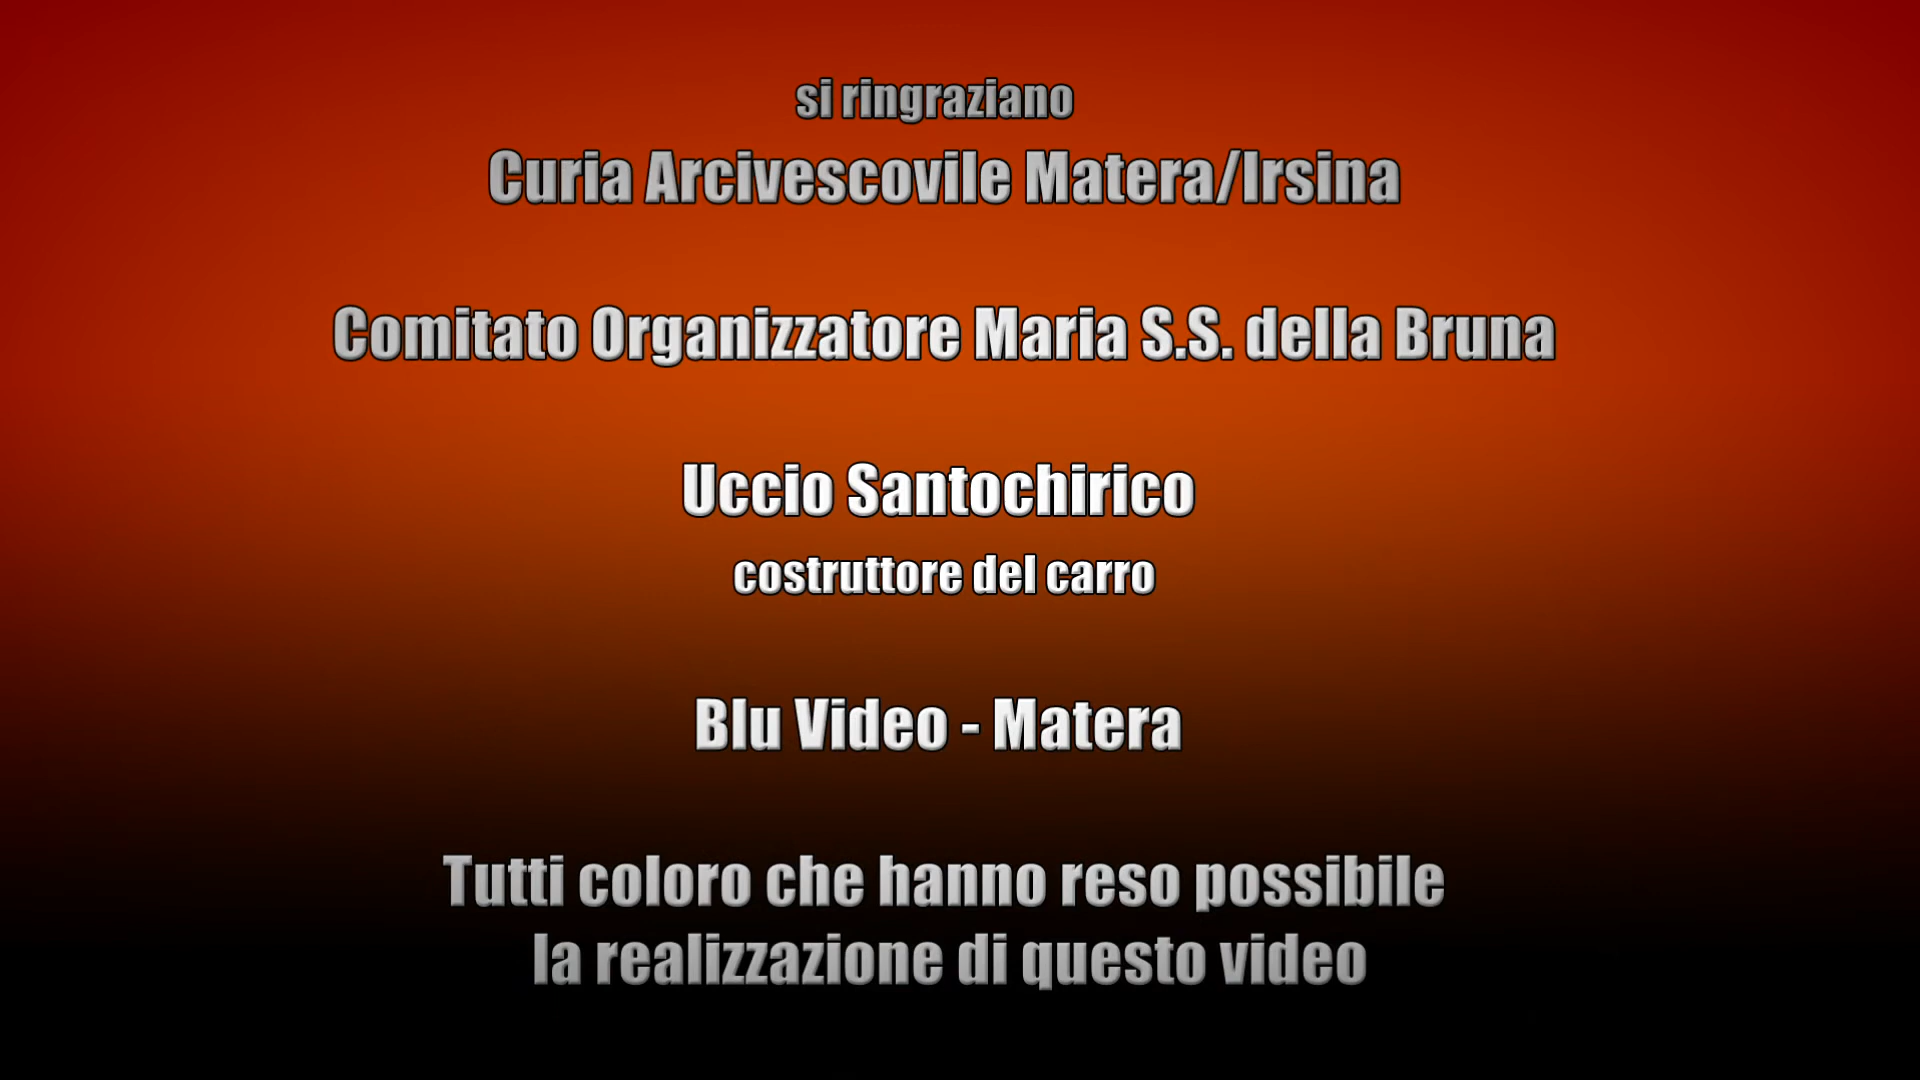 si ringraziano
Curia Arcivescovile Matera/Irsina
Comitato Organizzatore Maria S.S. della Bruna
Uccio Santochirico
costruttore del carro
Blu Video - Matera
Tutti coloro che hanno reso possibile
la realizzazione di questo video